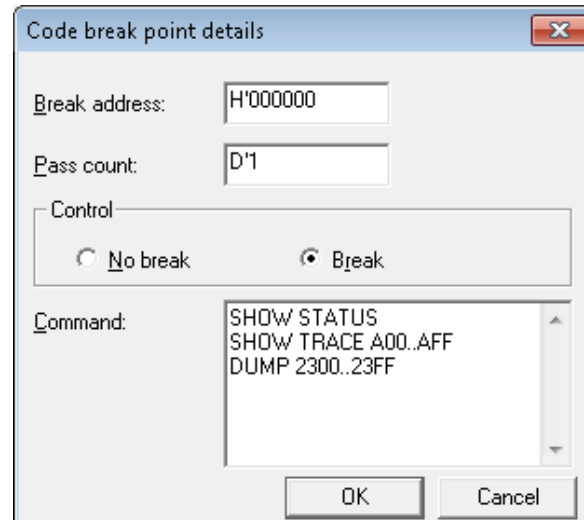 Code break point details
Break address: H'000000
Pass count: D'1
Control
No break Break
Command: SHOW STATUS
SHOW TRACE A00..AFF
DUMP 2300..23FF
OK Cancel